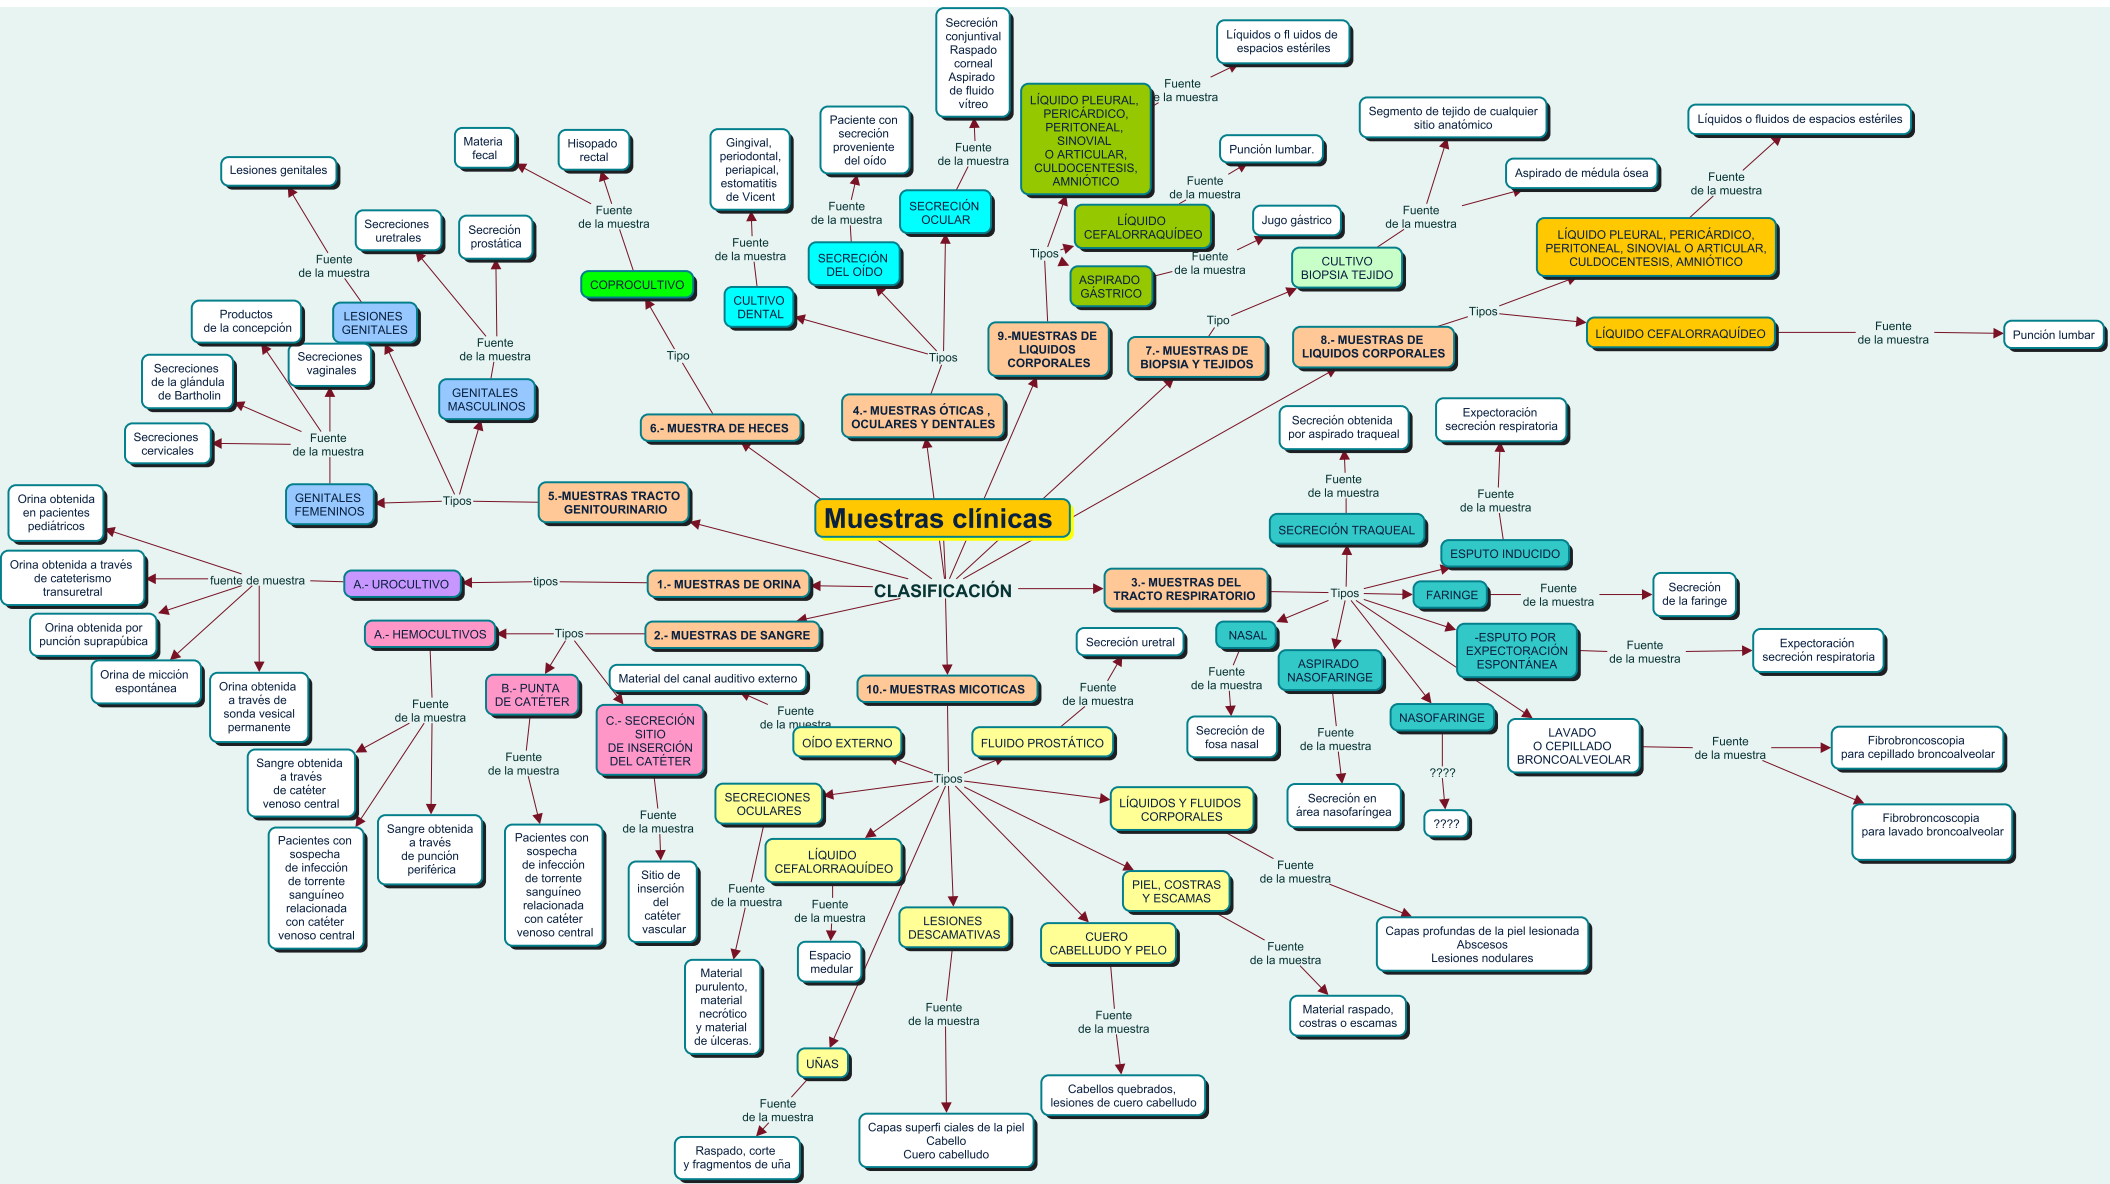 Muestras clínicas
CLASIFICACIÓN
1.- MUESTRAS DE ORINA
tipos
A.- UROCULTIVO
fuente de muestra
Orina obtenida
en pacientes
pediátricos
Orina obtenida a través
de cateterismo
transuretral
Orina obtenida por
punción suprapúbica
Orina de micción
espontánea
Orina obtenida
a través de
sonda vesical
permanente
2.- MUESTRAS DE SANGRE
Tipos
A.- HEMOCULTIVOS
Fuente
de la muestra
Sangre obtenida
a través
de catéter
venoso central
Pacientes con
sospecha
de infección
de torrente
sanguíneo
relacionada
con catéter
venoso central
Sangre obtenida
a través
de punción
periférica
B.- PUNTA
DE CATÉTER
Fuente
de la muestra
Pacientes con
sospecha
de infección
de torrente
sanguíneo
relacionada
con catéter
venoso central
C.- SECRECIÓN
SITIO
DE INSERCIÓN
DEL CATÉTER
Fuente
de la muestra
Sitio de
inserción
del
catéter
vascular
3.- MUESTRAS DEL
TRACTO RESPIRATORIO
Tipos
SECRECIÓN TRAQUEAL
Fuente
de la muestra
Secreción obtenida
por aspirado traqueal
ESPUTO INDUCIDO
Fuente
de la muestra
Expectoración
secreción respiratoria
FARINGE
Fuente
de la muestra
Secreción
de la faringe
-ESPUTO POR
EXPECTORACIÓN
ESPONTÁNEA
Fuente
de la muestra
Expectoración
secreción respiratoria
LAVADO
O CEPILLADO
BRONCOALVEOLAR
Fuente
de la muestra
Fibrobroncoscopia
para cepillado broncoalveolar
Fibrobroncoscopia
para lavado broncoalveolar
NASOFARINGE
????
????
ASPIRADO
NASOFARINGE
Fuente
de la muestra
Secreción en
área nasofaríngea
NASAL
Fuente
de la muestra
Secreción de
fosa nasal
4.- MUESTRAS ÓTICAS ,
OCULARES Y DENTALES
Tipos
CULTIVO
DENTAL
Fuente
de la muestra
Gingival,
periodontal,
periapical,
estomatitis
de Vicent
SECRECIÓN
DEL OÍDO
Fuente
de la muestra
Paciente con
secreción
proveniente
del oído
SECRECIÓN
OCULAR
Fuente
de la muestra
Secreción
conjuntival
Raspado
corneal
Aspirado
de fluido
vítreo
5.-MUESTRAS TRACTO
GENITOURINARIO
Tipos
LESIONES
GENITALES
Fuente
de la muestra
Lesiones genitales
GENITALES
MASCULINOS
Fuente
de la muestra
Secreciones
uretrales
Secreción
prostática
GENITALES
FEMENINOS
Fuente
de la muestra
Productos
de la concepción
Secreciones
vaginales
Secreciones
de la glándula
de Bartholin
Secreciones
cervicales
6.- MUESTRA DE HECES
Tipo
COPROCULTIVO
Fuente
de la muestra
Materia
fecal
Hisopado
rectal
7.- MUESTRAS DE
BIOPSIA Y TEJIDOS
Tipo
CULTIVO
BIOPSIA TEJIDO
Fuente
de la muestra
Segmento de tejido de cualquier
sitio anatómico
Aspirado de médula ósea
8.- MUESTRAS DE
LIQUIDOS CORPORALES
Tipos
LÍQUIDO PLEURAL, PERICÁRDICO,
PERITONEAL, SINOVIAL O ARTICULAR,
CULDOCENTESIS, AMNIÓTICO
Fuente
de la muestra
Líquidos o fluidos de espacios estériles
LÍQUIDO CEFALORRAQUÍDEO
Fuente
de la muestra
Punción lumbar
9.-MUESTRAS DE
LIQUIDOS
CORPORALES
Tipos
LÍQUIDO PLEURAL,
PERICÁRDICO,
PERITONEAL,
SINOVIAL
O ARTICULAR,
CULDOCENTESIS,
AMNIÓTICO
Fuente
de la muestra
Líquidos o fl uidos de
espacios estériles
LÍQUIDO
CEFALORRAQUÍDEO
Fuente
de la muestra
Punción lumbar.
ASPIRADO
GÁSTRICO
Fuente
de la muestra
Jugo gástrico
10.- MUESTRAS MICOTICAS
Tipos
OÍDO EXTERNO
Fuente
de la muestra
Material del canal auditivo externo
FLUIDO PROSTÁTICO
Fuente
de la muestra
Secreción uretral
SECRECIONES
OCULARES
Fuente
de la muestra
Material
purulento,
material
necrótico
y material
de úlceras.
LÍQUIDO
CEFALORRAQUÍDEO
Fuente
de la muestra
Espacio
medular
UÑAS
Fuente
de la muestra
Raspado, corte
y fragmentos de uña
LESIONES
DESCAMATIVAS
Fuente
de la muestra
Capas superfi ciales de la piel
Cabello
Cuero cabelludo
CUERO
CABELLUDO Y PELO
Fuente
de la muestra
Cabellos quebrados,
lesiones de cuero cabelludo
PIEL, COSTRAS
Y ESCAMAS
Fuente
de la muestra
Material raspado,
costras o escamas
LÍQUIDOS Y FLUIDOS
CORPORALES
Fuente
de la muestra
Capas profundas de la piel lesionada
Abscesos
Lesiones nodulares